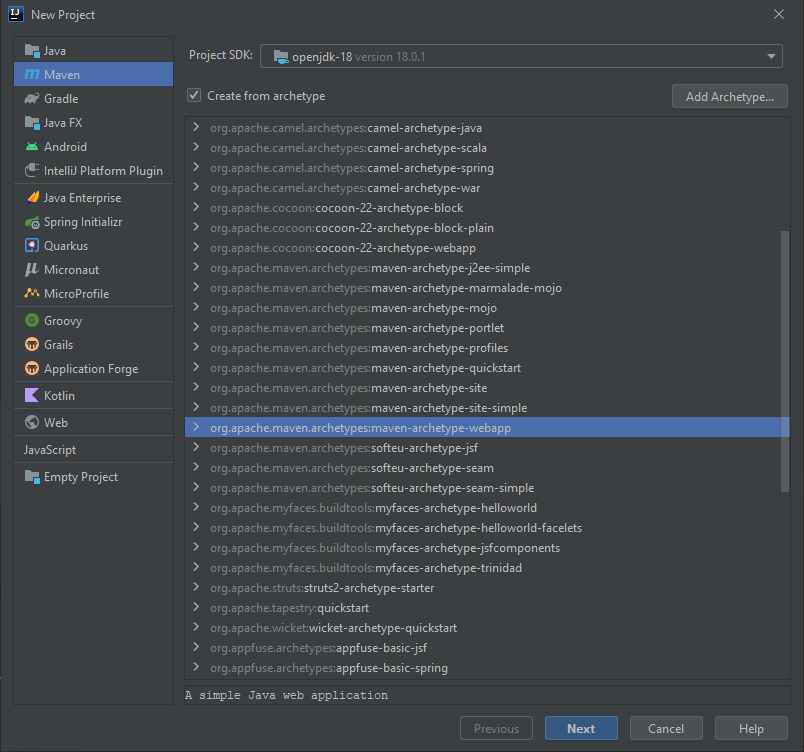 New Project
Java
Maven
Gradle
Java FX
Android
IntelliJ Platform Plugin
Java Enterprise
Spring Initializr
Quarkus
Micronaut
MicroProfile
Groovy
Grails
Application Forge
Kotlin
Web
JavaScript
Empty Project
Project SDK: openjdk-18 version 18.0.1
Create from archetype
Add Archetype...
org.apache.camel.archetypes:camel-archetype-java
org.apache.camel.archetypes:camel-archetype-scala
org.apache.camel.archetypes:camel-archetype-spring
org.apache.camel.archetypes:camel-archetype-war
org.apache.cocoon:cocoon-22-archetype-block
org.apache.cocoon:cocoon-22-archetype-block-plain
org.apache.cocoon:cocoon-22-archetype-webapp
org.apache.maven.archetypes:maven-archetype-j2ee-simple
org.apache.maven.archetypes:maven-archetype-marmalade-mojo
org.apache.maven.archetypes:maven-archetype-mojo
org.apache.maven.archetypes:maven-archetype-portlet
org.apache.maven.archetypes:maven-archetype-profiles
org.apache.maven.archetypes:maven-archetype-quickstart
org.apache.maven.archetypes:maven-archetype-site
org.apache.maven.archetypes:maven-archetype-site-simple
org.apache.maven.archetypes:maven-archetype-webapp
org.apache.maven.archetypes:softeu-archetype-jsf
org.apache.maven.archetypes:softeu-archetype-seam
org.apache.maven.archetypes:softeu-archetype-seam-simple
org.apache.myfaces.buildtools:myfaces-archetype-helloworld
org.apache.myfaces.buildtools:myfaces-archetype-helloworld-facelets
org.apache.myfaces.buildtools:myfaces-archetype-jsfcomponents
org.apache.myfaces.buildtools:myfaces-archetype-trinidad
org.apache.struts:struts2-archetype-starter
org.apache.tapestry:quickstart
org.apache.wicket:wicket-archetype-quickstart
org.appfuse.archetypes:appfuse-basic-jsf
org.appfuse.archetypes:appfuse-basic-spring
A simple Java web application
Previous
Next
Cancel
Help